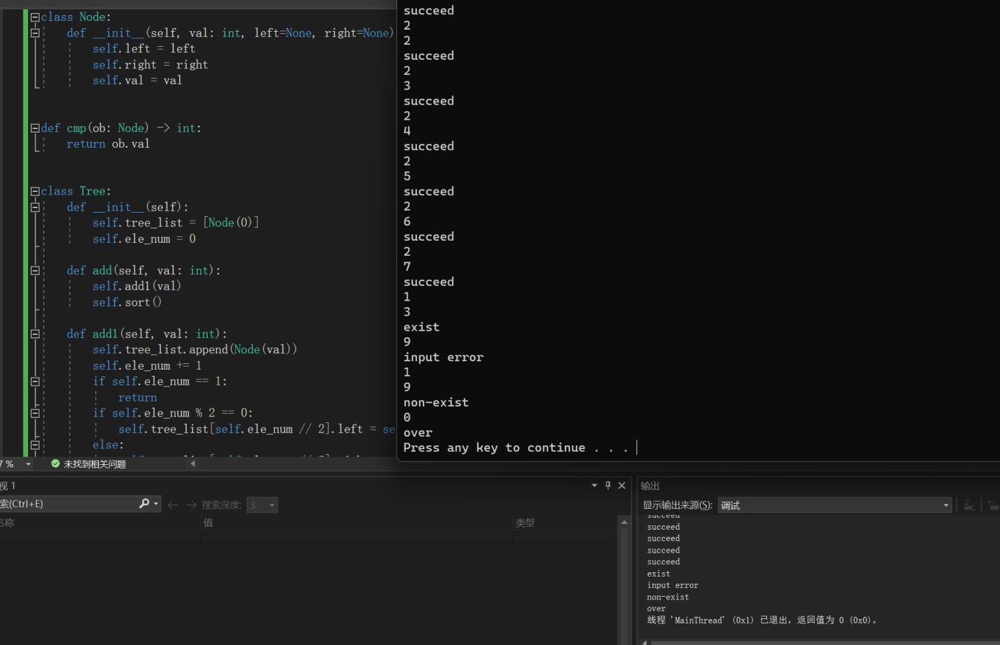 class Node:
def __init__(self, val: int, left=None, right=None)
self.left = left
self.right = right
self.val = val
def cmp(ob: Node) -> int:
return ob.val
class Tree:
def __init__(self):
self.tree_list = [Node(0)]
self.ele_num = 0
def add(self, val: int):
self.add1(val)
self.sort()
def add1(self, val: int):
self.tree_list.append(Node(val))
self.ele_num += 1
if self.ele_num == 1:
return
if self.ele_num % 2 == 0:
self.tree_list[self.ele_num // 2].left = se
else:
succeed
2
2
succeed
2
3
succeed
2
4
succeed
2
5
succeed
2
6
succeed
2
7
succeed
1
3
exist
9
input error
1
9
non-exist
0
over
Press any key to continue . . .
7 %
未找到相关问题
视 1
索(Ctrl+E)
搜索深度: 3
名称 值 类型
输出
显示输出来源(S): 调试
succeed
succeed
succeed
succeed
succeed
exist
input error
non-exist
over
线程 'MainThread' (0x1) 已退出，返回值为 0 (0x0)。